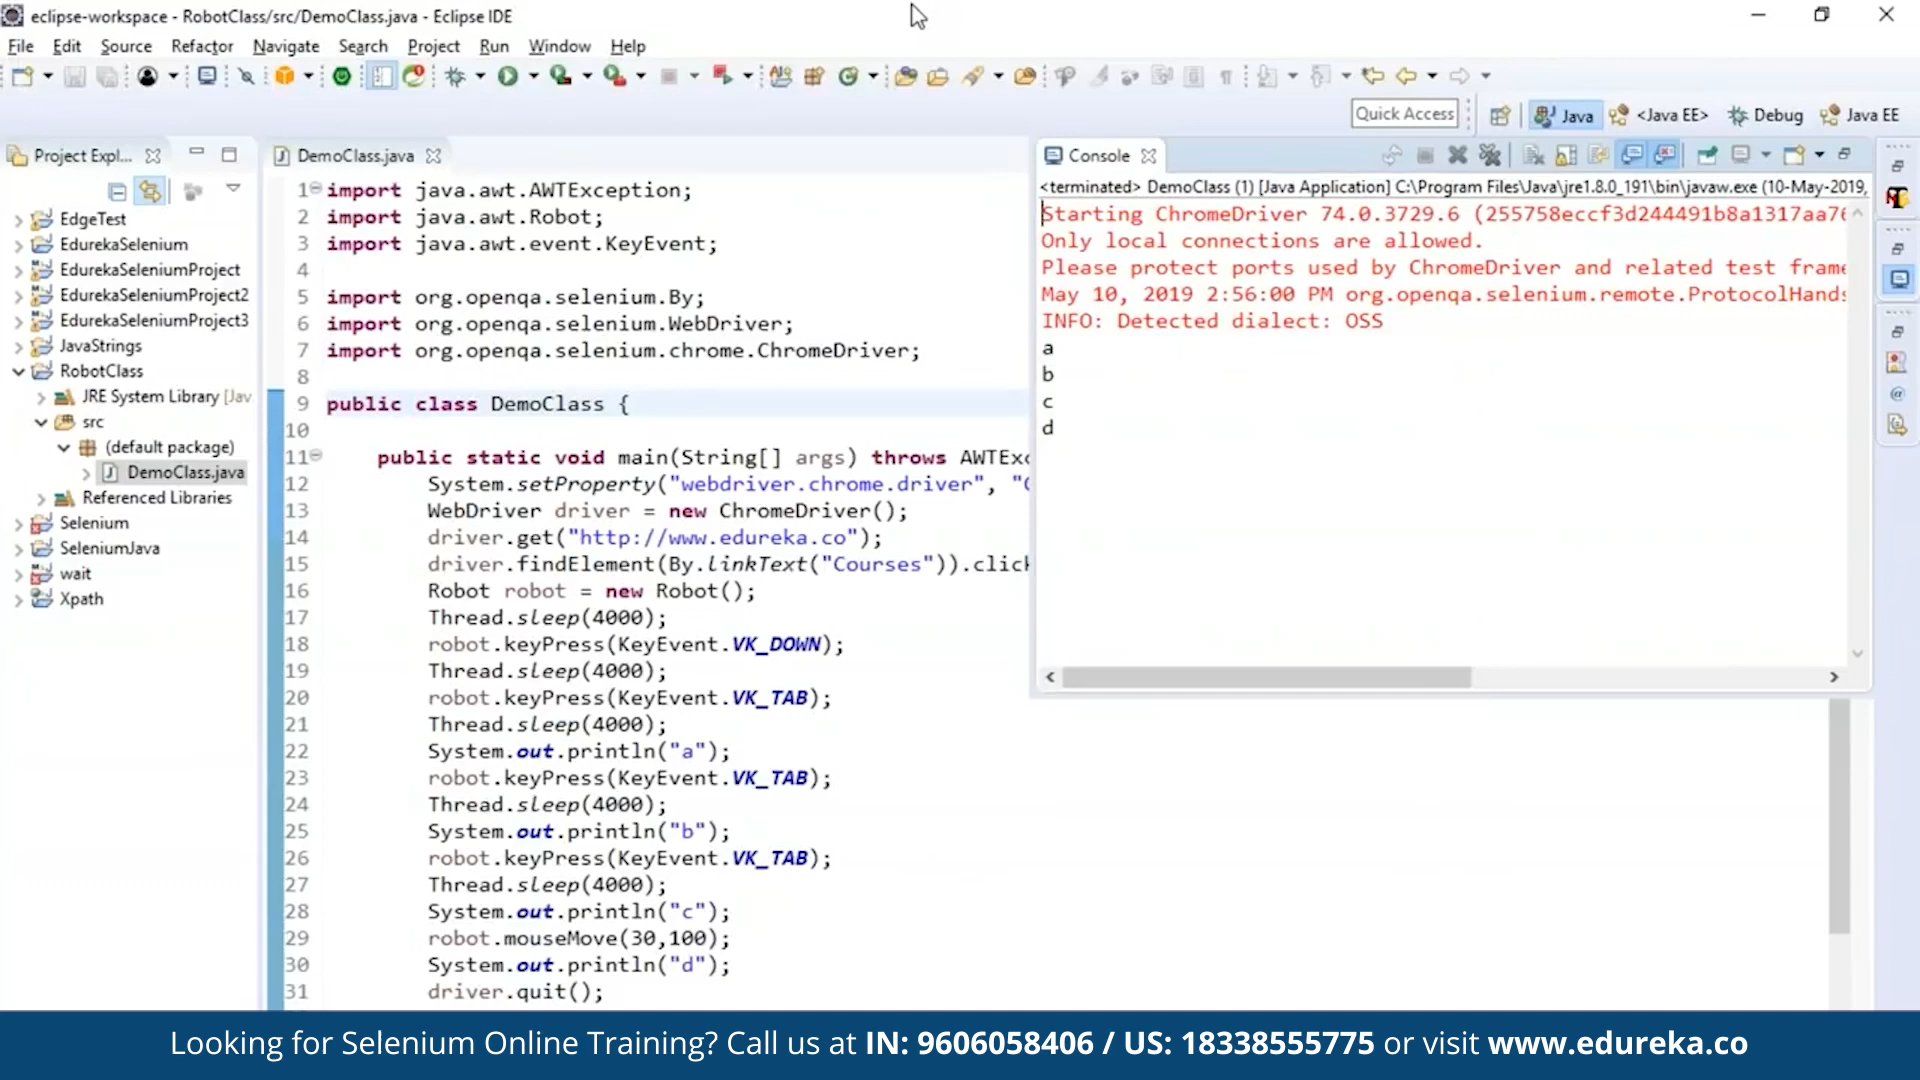 eclipse-workspace - RobotClass/src/DemoClass.java - Eclipse IDE
File Edit Source Refactor Navigate Search Project Run Window Help
Quick Access Java <Java EE> Debug Java EE
Project Expl...
EdgeTest
EdurekaSelenium
EdurekaSeleniumProject
EdurekaSeleniumProject2
EdurekaSeleniumProject3
JavaStrings
RobotClass
JRE System Library [Jav
src
(default package)
DemoClass.java
Referenced Libraries
Selenium
SeleniumJava
wait
Xpath
DemoClass.java
1 import java.awt.AWTException;
2 import java.awt.Robot;
3 import java.awt.event.KeyEvent;
4
5 import org.openqa.selenium.By;
6 import org.openqa.selenium.WebDriver;
7 import org.openqa.selenium.chrome.ChromeDriver;
8
9 public class DemoClass {
10
11 public static void main(String[] args) throws AWTExc
12 System.setProperty("webdriver.chrome.driver", "C
13 WebDriver driver = new ChromeDriver();
14 driver.get("http://www.edureka.co");
15 driver.findElement(By.linkText("Courses")).click
16 Robot robot = new Robot();
17 Thread.sleep(4000);
18 robot.keyPress(KeyEvent.VK_DOWN);
19 Thread.sleep(4000);
20 robot.keyPress(KeyEvent.VK_TAB);
21 Thread.sleep(4000);
22 System.out.println("a");
23 robot.keyPress(KeyEvent.VK_TAB);
24 Thread.sleep(4000);
25 System.out.println("b");
26 robot.keyPress(KeyEvent.VK_TAB);
27 Thread.sleep(4000);
28 System.out.println("c");
29 robot.mouseMove(30,100);
30 System.out.println("d");
31 driver.quit();
Console
<terminated> DemoClass (1) [Java Application] C:\Program Files\Java\jre1.8.0_191\bin\javaw.exe (10-May-2019,
Starting ChromeDriver 74.0.3729.6 (255758eccf3d244491b8a1317aa76
Only local connections are allowed.
Please protect ports used by ChromeDriver and related test frame
May 10, 2019 2:56:00 PM org.openqa.selenium.remote.ProtocolHands
INFO: Detected dialect: OSS
a
b
c
d
Looking for Selenium Online Training? Call us at IN: 9606058406 / US: 18338555775 or visit www.edureka.co